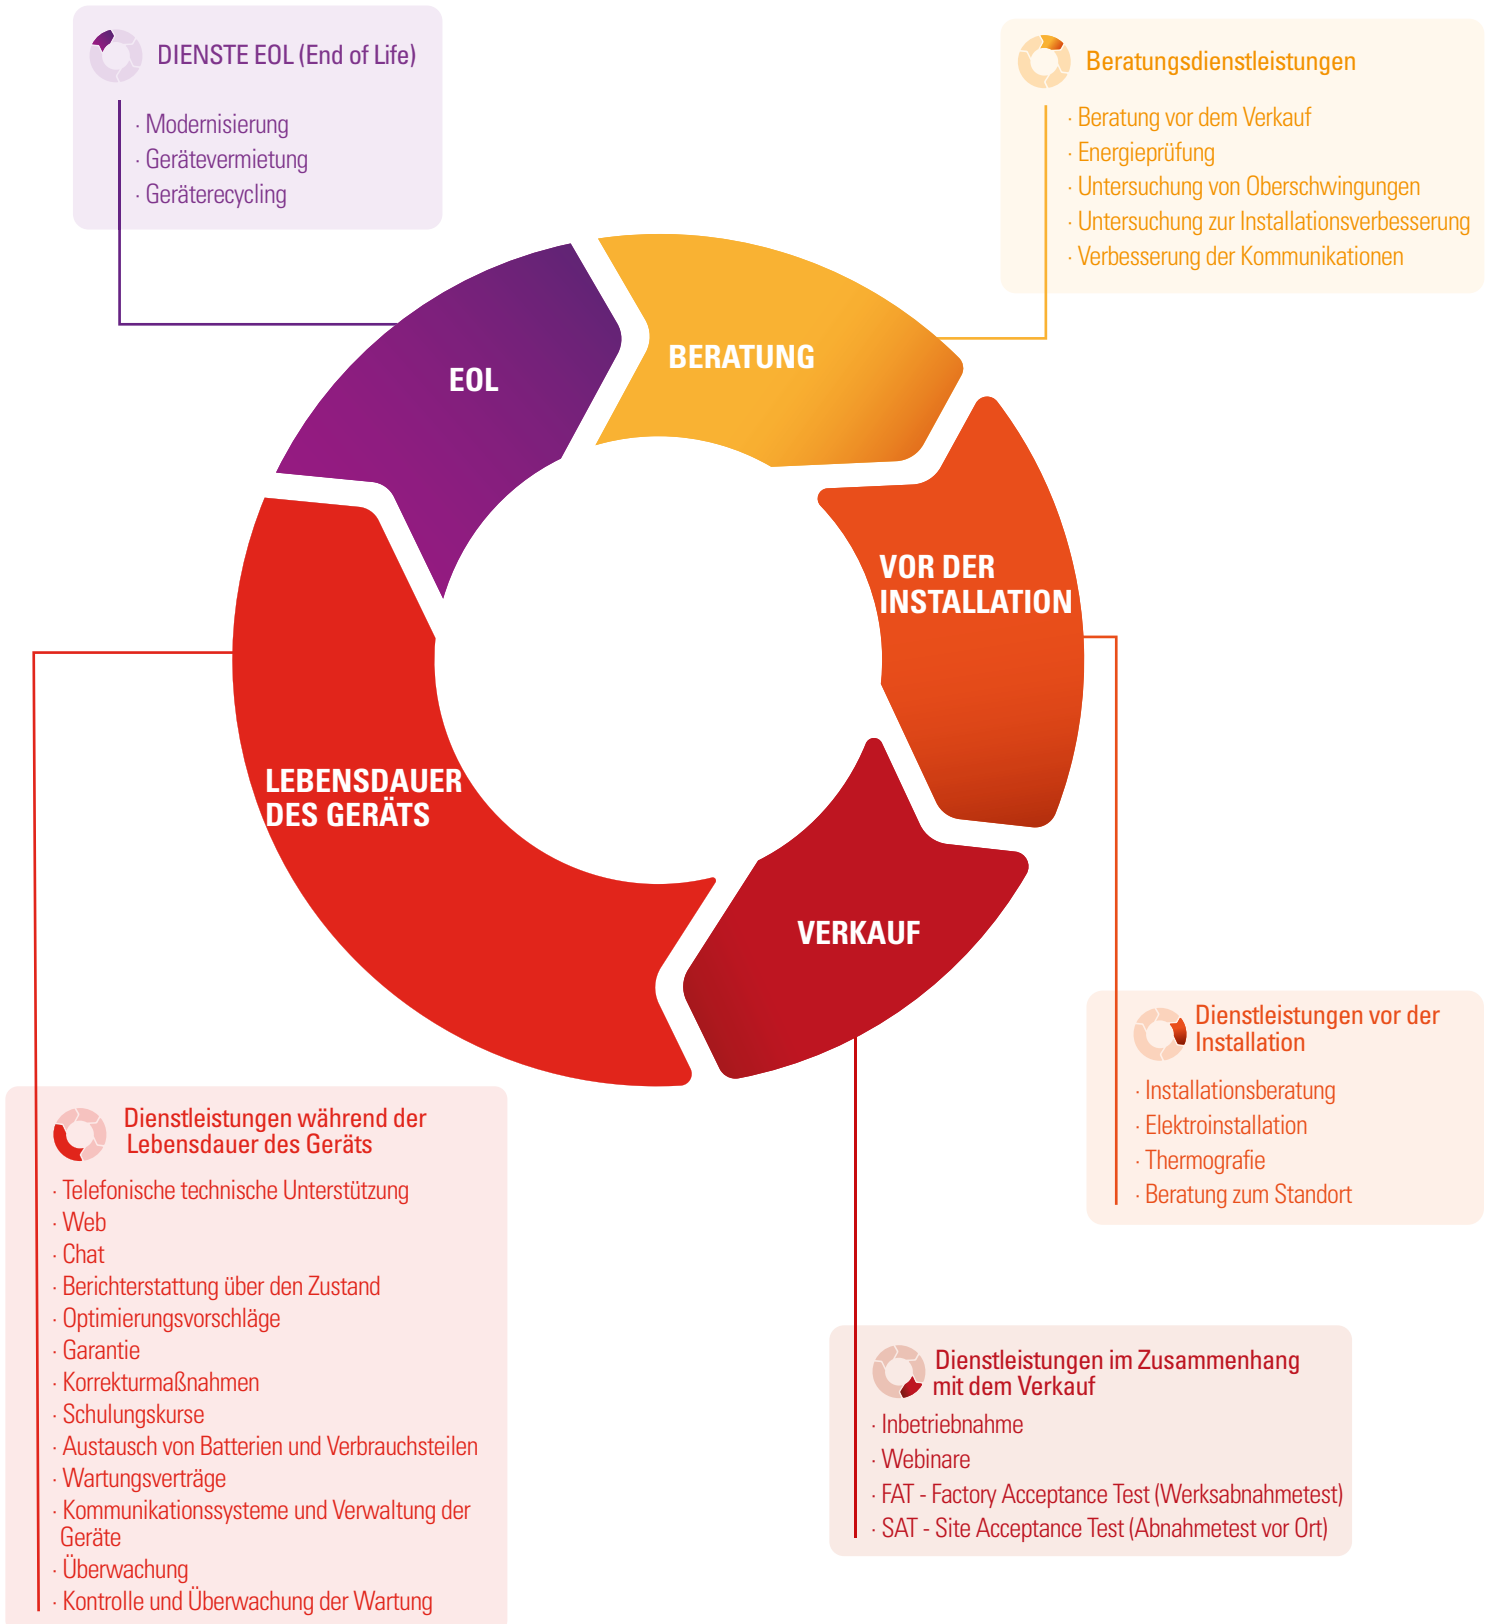 DIENSTE EOL (End of Life)
· Modernisierung
· Gerätevermietung
· Geräterecycling
Beratungsdienstleistungen
· Beratung vor dem Verkauf
· Energieprüfung
· Untersuchung von Oberschwingungen
· Untersuchung zur Installationsverbesserung
· Verbesserung der Kommunikationen
EOL
BERATUNG
VOR DER
INSTALLATION
VERKAUF
LEBENSDAUER
DES GERÄTS
Dienstleistungen vor der
Installation
· Installationsberatung
· Elektroinstallation
· Thermografie
· Beratung zum Standort
Dienstleistungen im Zusammenhang
mit dem Verkauf
· Inbetriebnahme
· Webinare
· FAT - Factory Acceptance Test (Werksabnahmetest)
· SAT - Site Acceptance Test (Abnahmetest vor Ort)
Dienstleistungen während der
Lebensdauer des Geräts
· Telefonische technische Unterstützung
· Web
· Chat
· Berichterstattung über den Zustand
· Optimierungsvorschläge
· Garantie
· Korrekturmaßnahmen
· Schulungskurse
· Austausch von Batterien und Verbrauchsteilen
· Wartungsverträge
· Kommunikationssysteme und Verwaltung der
Geräte
· Überwachung
· Kontrolle und Überwachung der Wartung